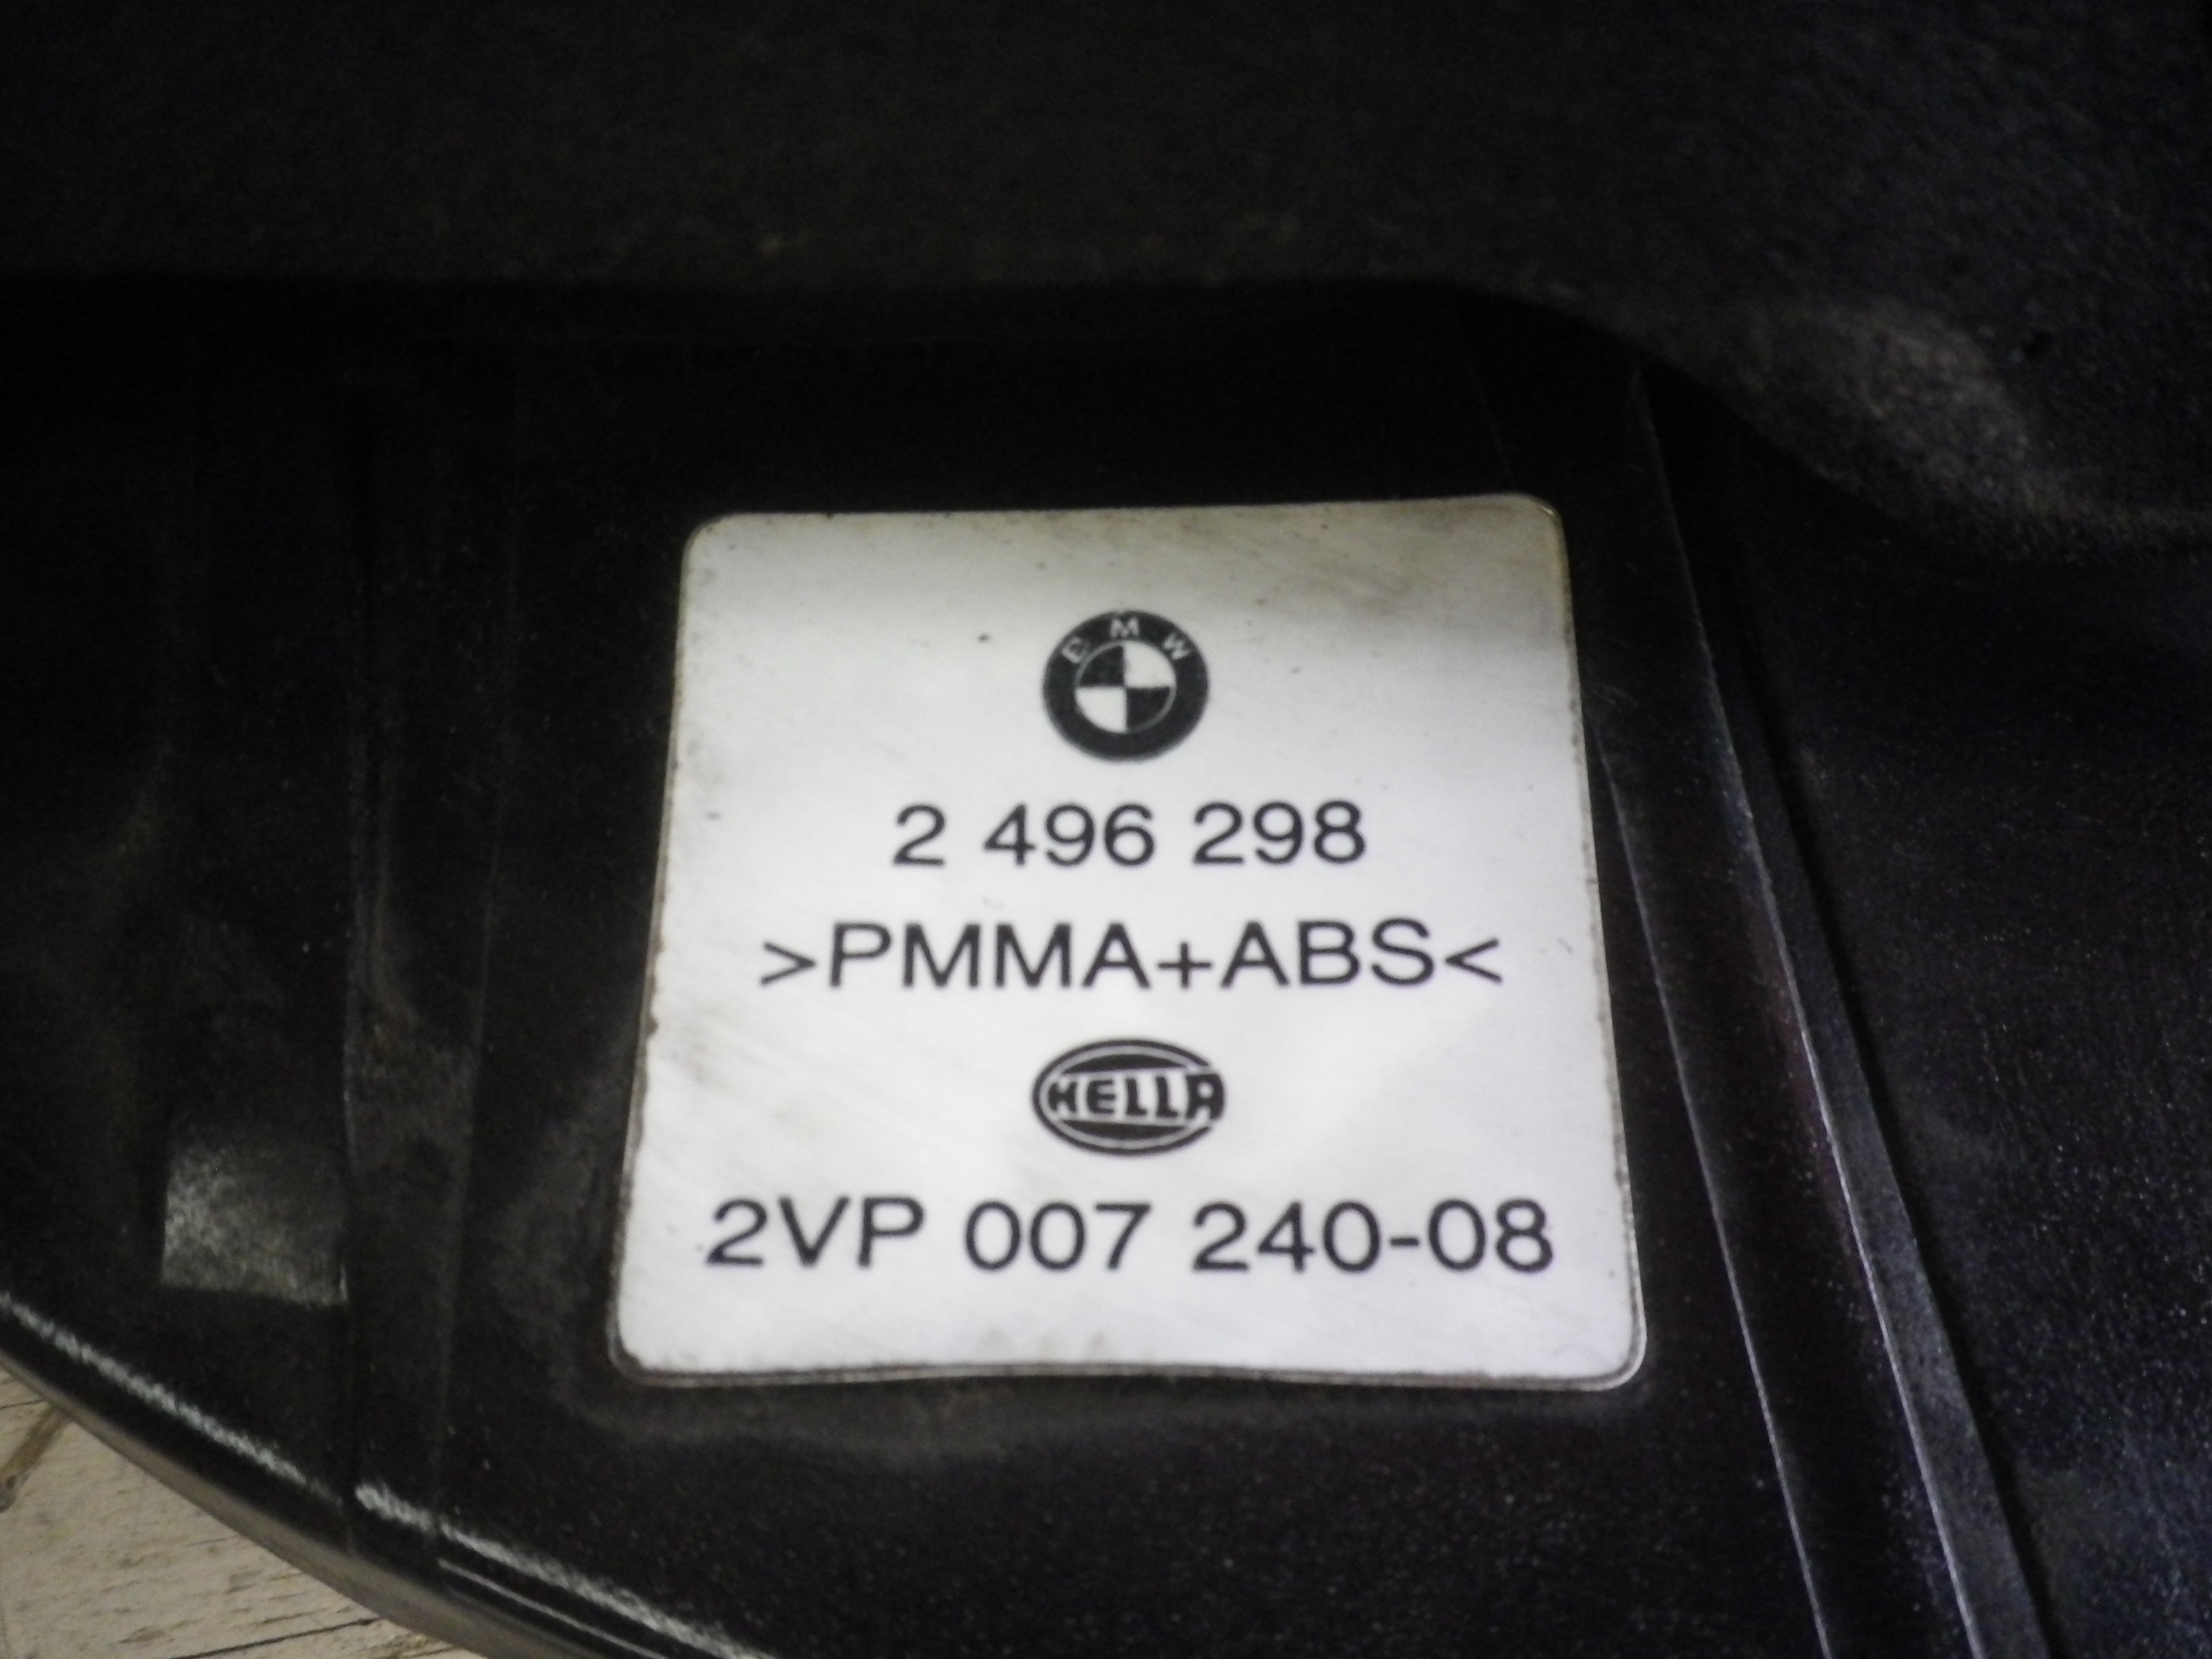 BMW
2 496 298
>PMMA+ABS<
HELLA
2VP 007 240-08